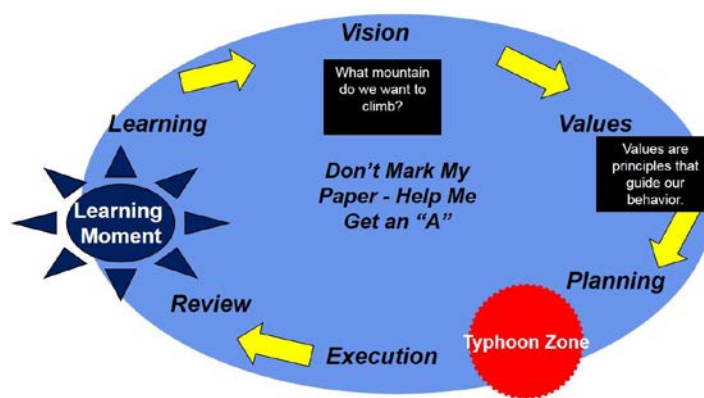 Vision
What mountain
do we want to
climb?
Learning
Values
Values are
principles that
guide our
behavior.
Don't Mark My
Paper - Help Me
Get an “A”
Learning
Moment
Planning
Review
Typhoon Zone
Execution